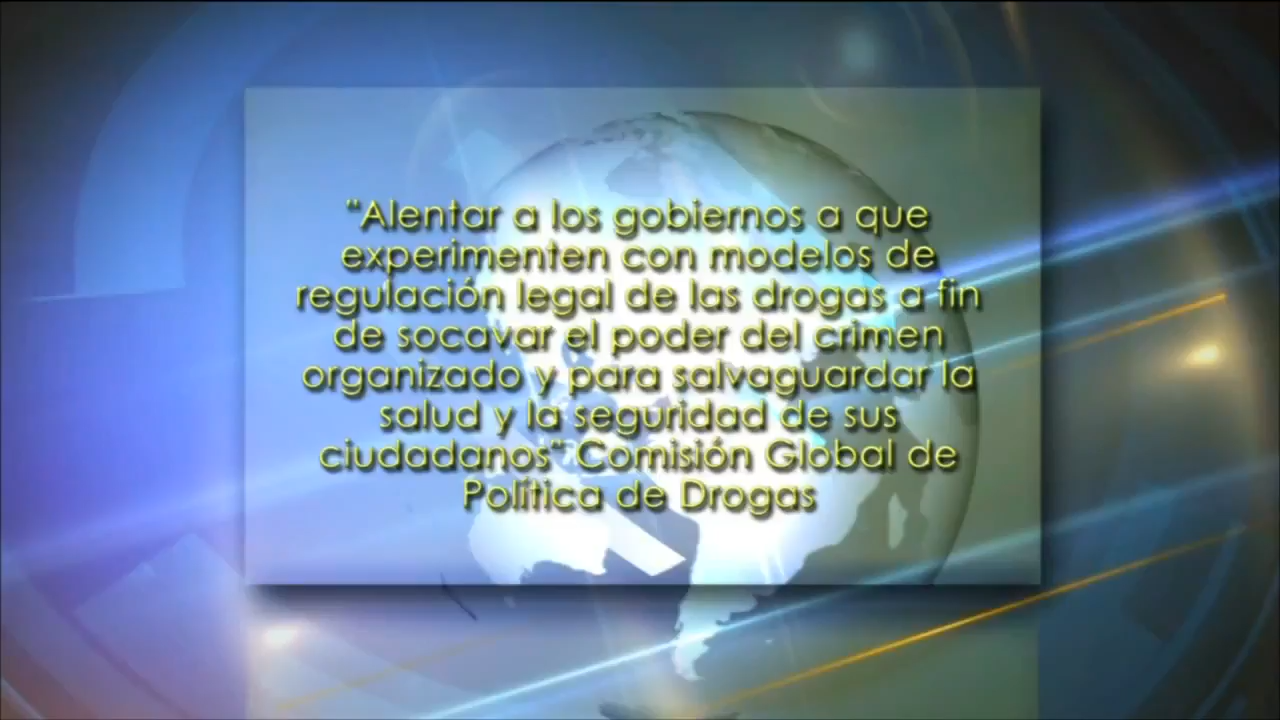 "Alentar a los gobiernos a que
experimenten con modelos de
regulación legal de las drogas a fin
de socavar el poder del crimen
organizado y para salvaguardar la
salud y la seguridad de sus
ciudadanos" Comisión Global de
Política de Drogas